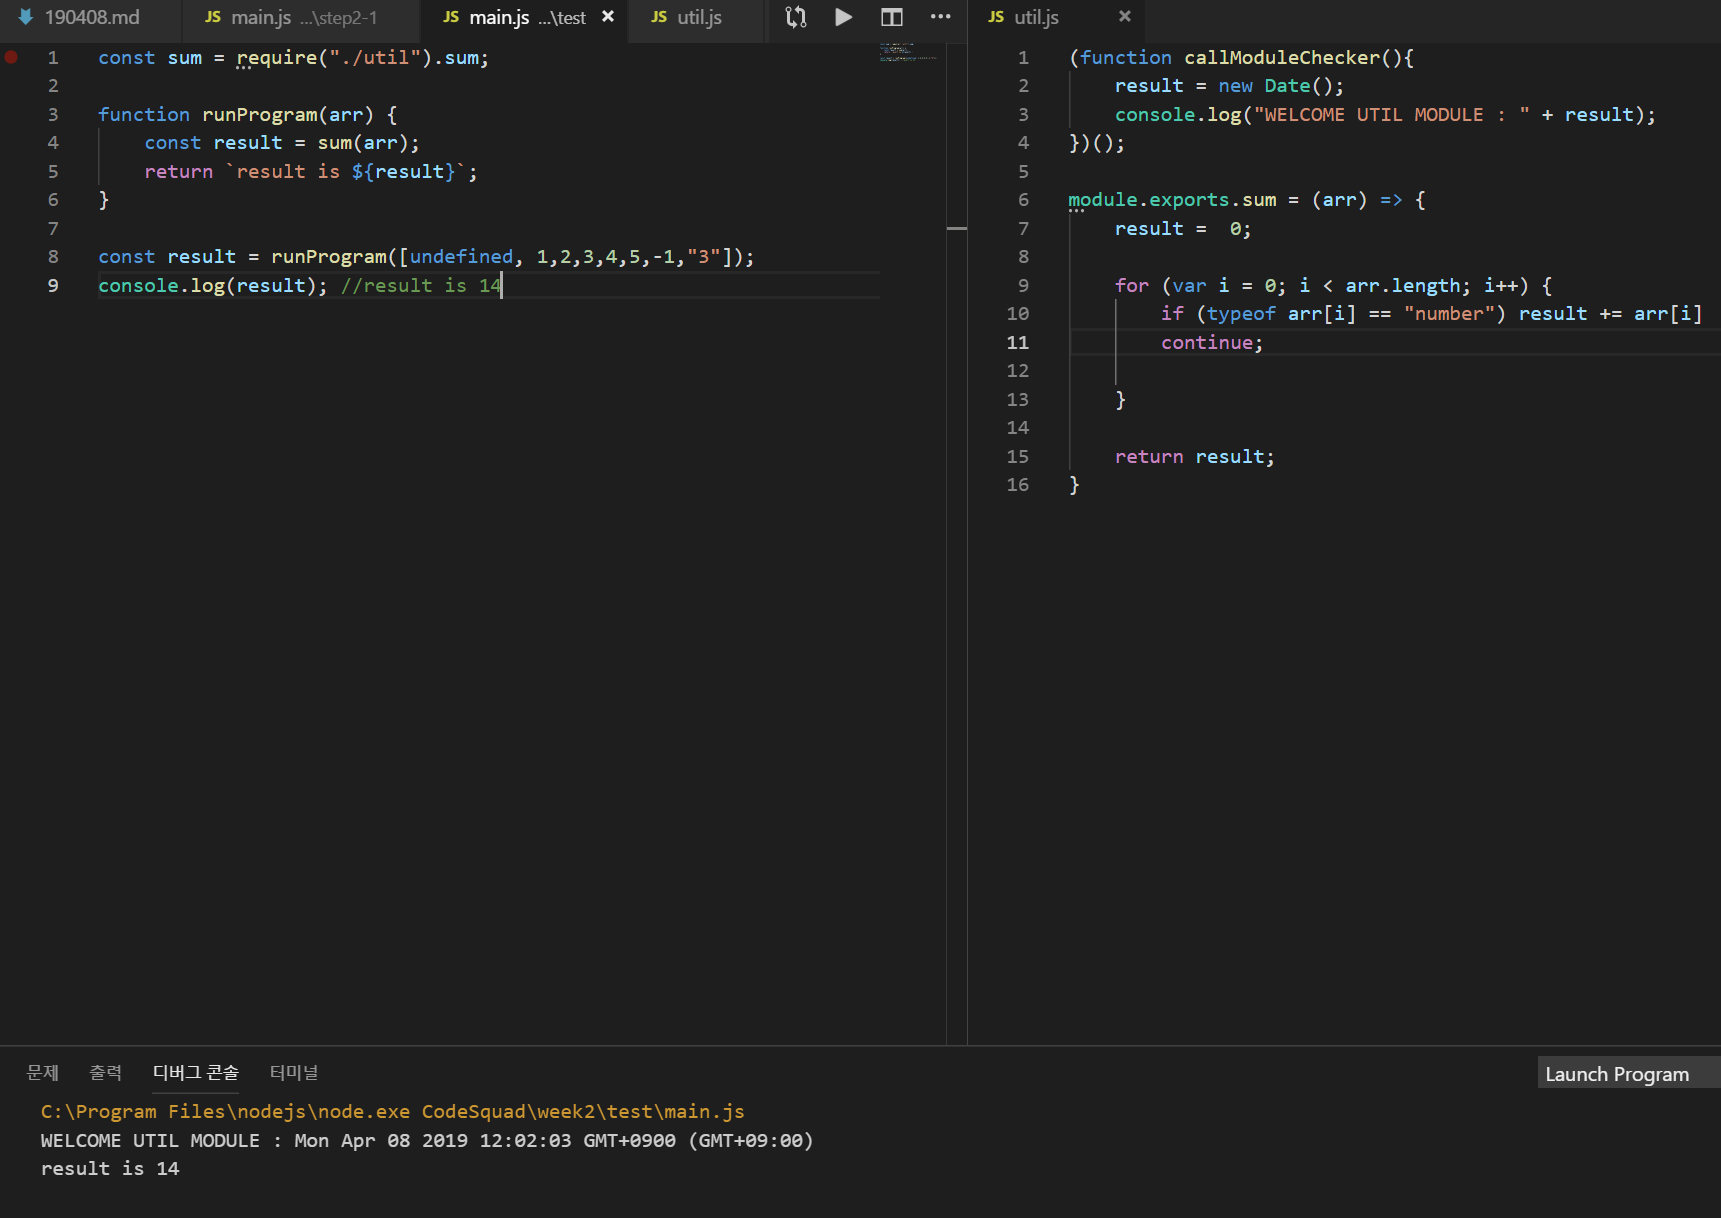 190408.md
JS main.js ...\step2-1
JS main.js ...\test ×
JS util.js
JS util.js ×
1 const sum = require("./util").sum;
2
3 function runProgram(arr) {
4 const result = sum(arr);
5 return `result is ${result}`;
6 }
7
8 const result = runProgram([undefined, 1,2,3,4,5,-1,"3"]);
9 console.log(result); //result is 14
1 (function callModuleChecker(){
2 result = new Date();
3 console.log("WELCOME UTIL MODULE : " + result);
4 })();
5
6 module.exports.sum = (arr) => {
7 result =  0;
8
9 for (var i = 0; i < arr.length; i++) {
10 if (typeof arr[i] == "number") result += arr[i]
11 continue;
12
13 }
14
15 return result;
16 }
문제 출력 디버그 콘솔 터미널
Launch Program
C:\Program Files\nodejs\node.exe CodeSquad\week2\test\main.js
WELCOME UTIL MODULE : Mon Apr 08 2019 12:02:03 GMT+0900 (GMT+09:00)
result is 14